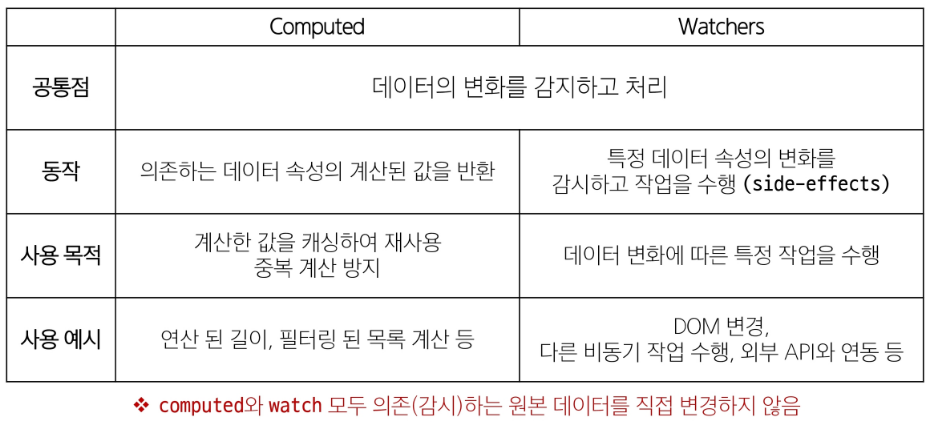 Computed
Watchers
공통점
데이터의 변화를 감지하고 처리
동작
의존하는 데이터 속성의 계산된 값을 반환
특정 데이터 속성의 변화를
감시하고 작업을 수행 (side-effects)
사용 목적
계산한 값을 캐싱하여 재사용
중복 계산 방지
데이터 변화에 따른 특정 작업을 수행
사용 예시
연산 된 길이, 필터링 된 목록 계산 등
DOM 변경,
다른 비동기 작업 수행, 외부 API와 연동 등
❖ computed와 watch 모두 의존(감시)하는 원본 데이터를 직접 변경하지 않음